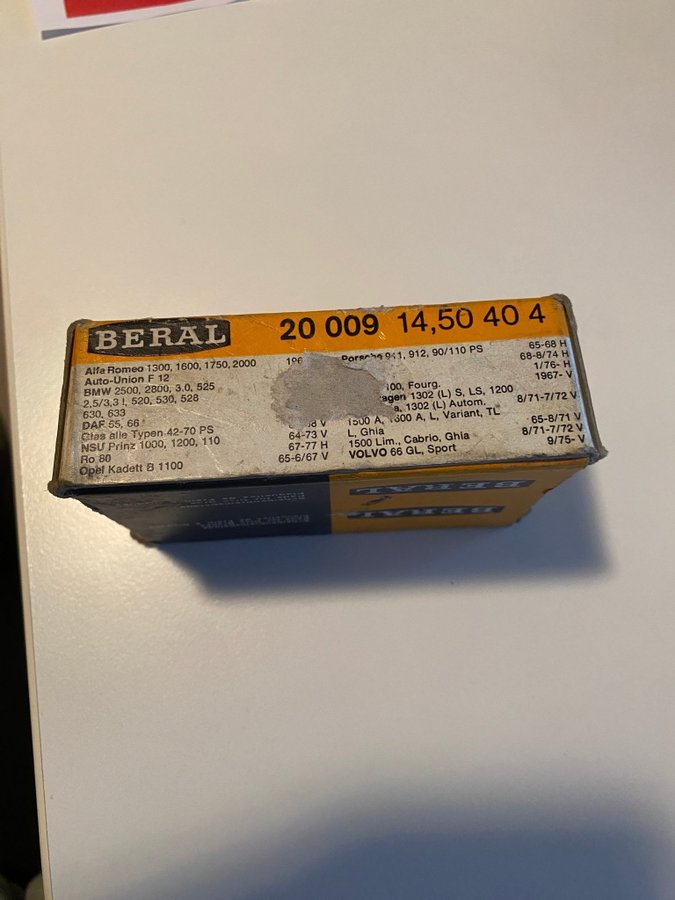 BERAL 20 009 14,50 40 4
Alfa Romeo 1300, 1600, 1750, 2000
Auto-Union F 12
BMW 2500, 2800, 3.0, 525
2,5/3,3 l, 520, 530, 528
630, 633
DAF 55, 66
Glas alle Typen 42-70 PS 64-73 V
NSU Prinz 1000, 1200, 110 67-77 H
Ro 80 65-6/67 V
Opel Kadett B 1100
Porsche 911, 912, 90/110 PS 65-68 H
68-8/74 H
1/76- H
Fourg. 1967- V
1302 (L) S, LS, 1200
1302 (L) Autom. 8/71-7/72 V
1500 A, A, L, Variant, TL
L, Ghia 65-8/71 V
1500 Lim., Cabrio, Ghia 8/71-7/72 V
VOLVO 66 GL, Sport 9/75- V
BERAL
BERAL